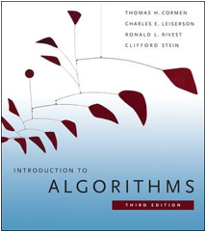 THOMAS H. CORMEN
CHARLES E. LEISERSON
RONALD L. RIVEST
CLIFFORD STEIN
INTRODUCTION TO
ALGORITHMS
THIRD EDITION